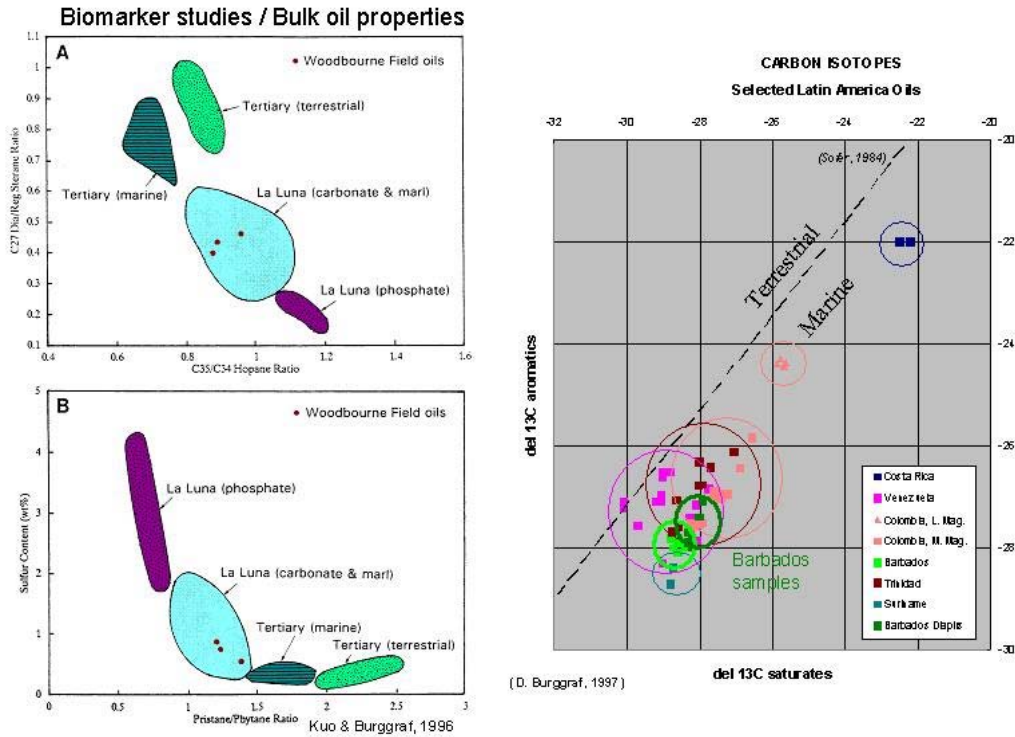 Biomarker studies / Bulk oil properties
A
C27 Dia/Reg Sterane Ratio
1.1
1
0.9
0.8
0.7
0.6
0.5
0.4
0.3
0.2
0.1
Woodbourne Field oils
Tertiary (terrestrial)
Tertiary (marine)
La Luna (carbonate & marl)
La Luna (phosphate)
0.4 0.6 0.8 1 1.2 1.4 1.6
C35/C34 Hopane Ratio
B
Sulfur Content (wt%)
5
4
3
2
1
0
Woodbourne Field oils
La Luna (phosphate)
La Luna (carbonate & marl)
Tertiary (marine)
Tertiary (terrestrial)
0 0.5 1 1.5 2 2.5 3
Pristane/Phytane Ratio
Kuo & Burggraf, 1996
CARBON ISOTOPES
Selected Latin America Oils
-32 -30 -28 -26 -24 -22 -20
-20
-22
-24
-26
-28
-30
(Sofer, 1984)
Terrestrial
Marine
del 13C aromatics
Costa Rica
Venezuela
Colombia, L. Mag.
Colombia, M. Mag.
Barbados
Trinidad
Suriname
Barbados Diapirs
Barbados
samples
del 13C saturates
( D. Burggraf, 1997 )